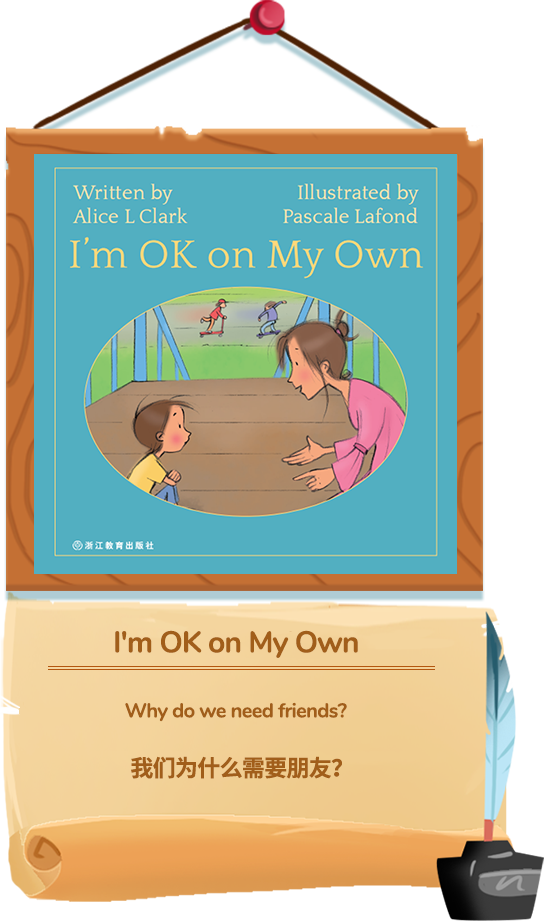 Written by
Alice L Clark
Illustrated by
Pascale Lafond
I'm OK on My Own
浙江教育出版社
I'm OK on My Own
Why do we need friends?
我们为什么需要朋友？